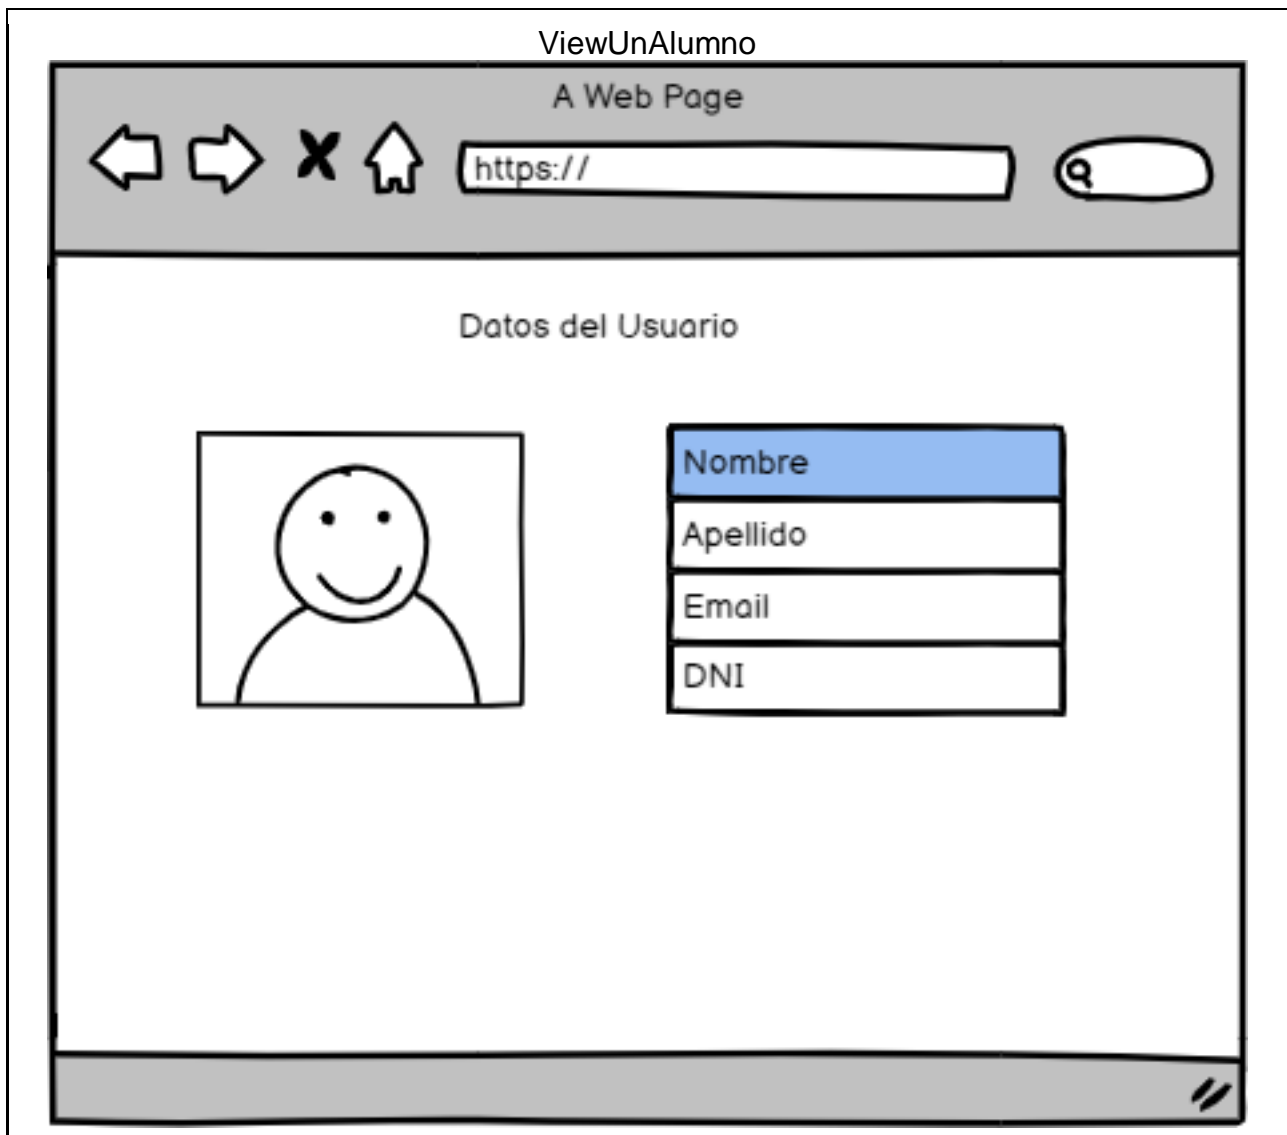 ViewUnAlumno
A Web Page
https://
Datos del Usuario
Nombre
Apellido
Email
DNI